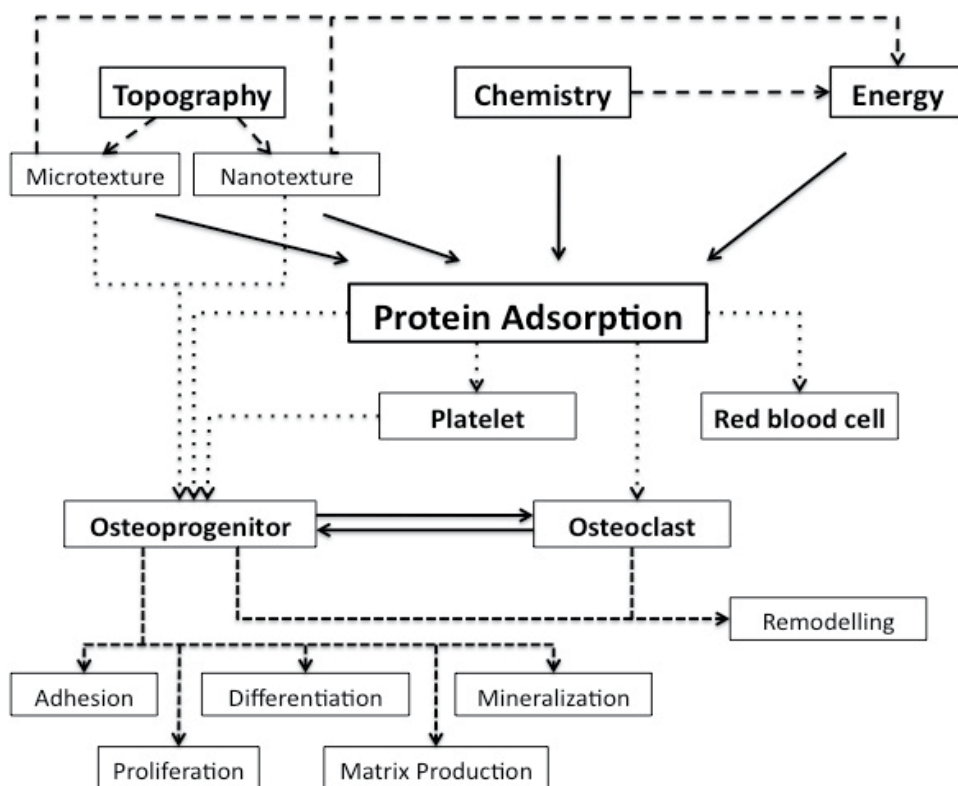 Topography
Chemistry
Energy
Microtexture
Nanotexture
Protein Adsorption
Platelet
Red blood cell
Osteoprogenitor
Osteoclast
Remodelling
Adhesion
Differentiation
Mineralization
Proliferation
Matrix Production